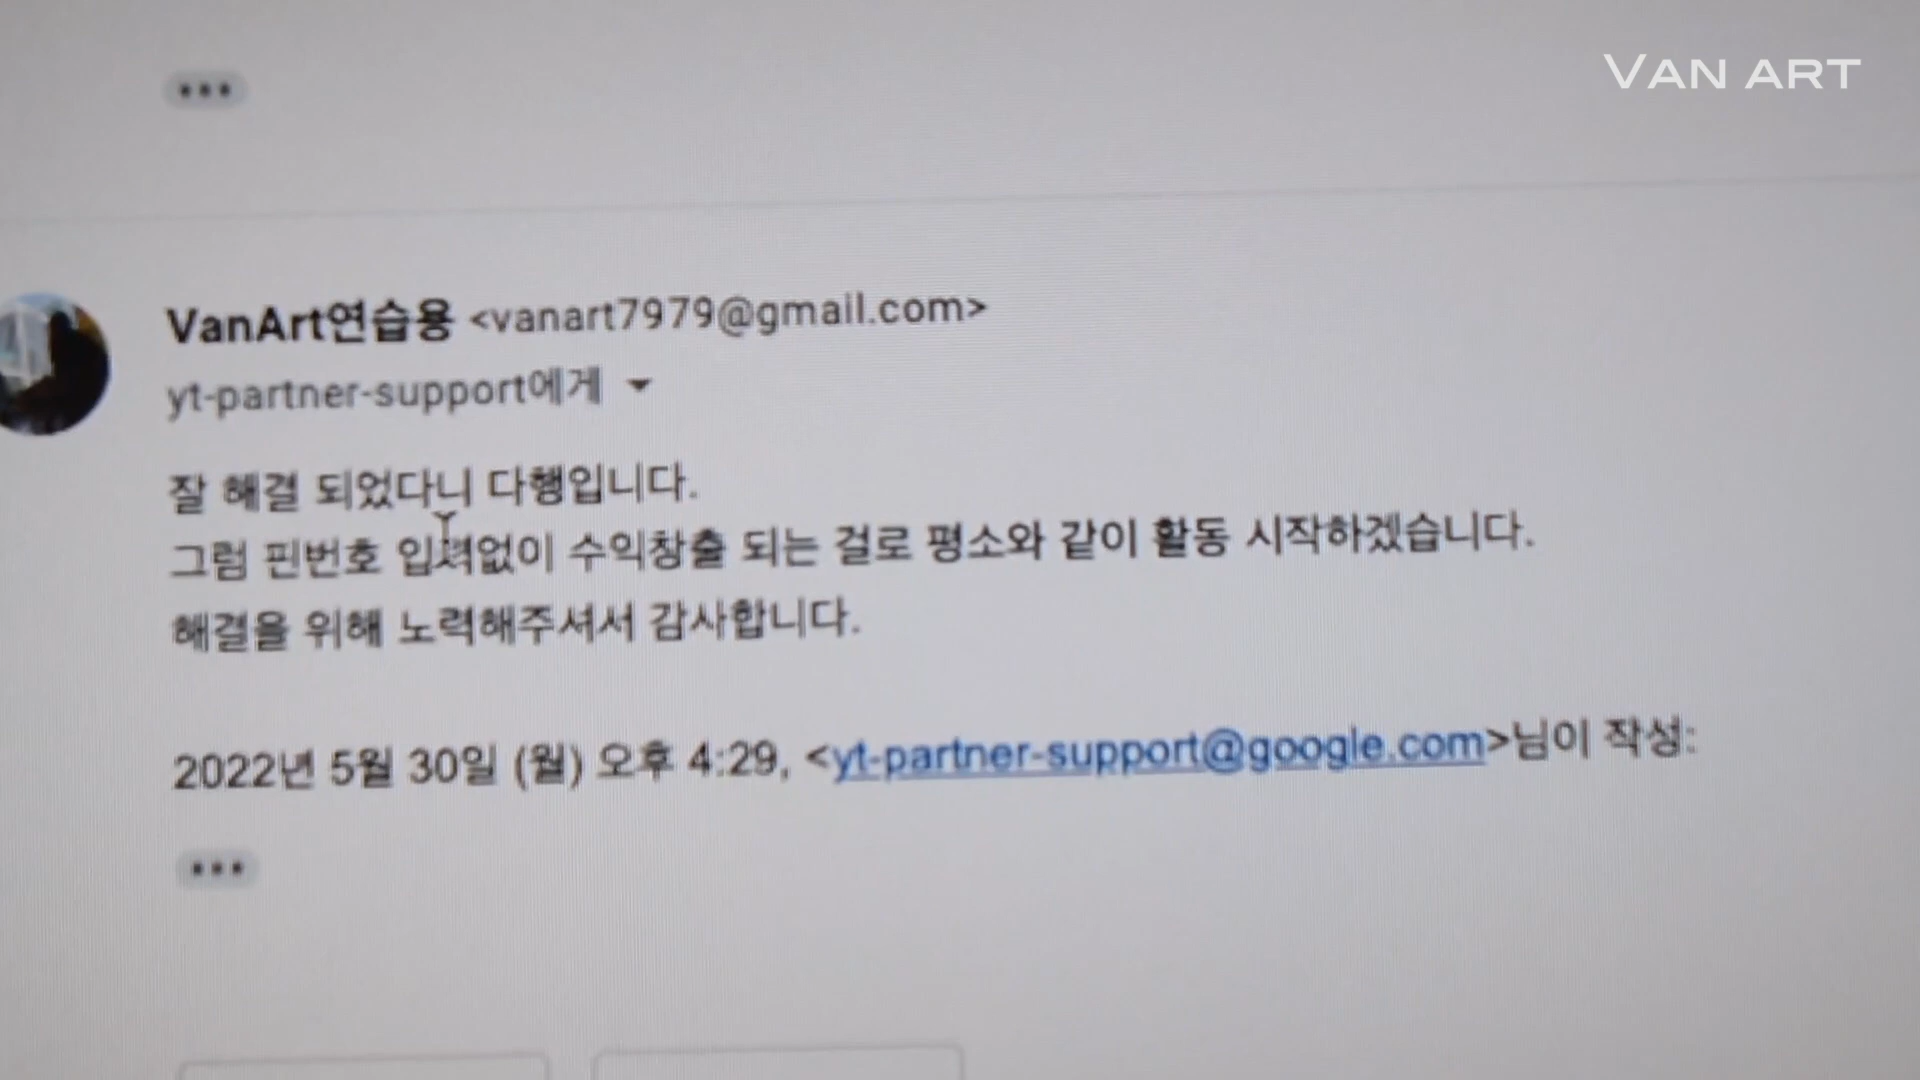 VAN ART
VanArt연습용 <vanart7979@gmail.com>
yt-partner-support에게
잘 해결 되었다니 다행입니다.
그럼 핀번호 입력없이 수익창출 되는 걸로 평소와 같이 활동 시작하겠습니다.
해결을 위해 노력해주셔서 감사합니다.
2022년 5월 30일 (월) 오후 4:29, <yt-partner-support@google.com>님이 작성: